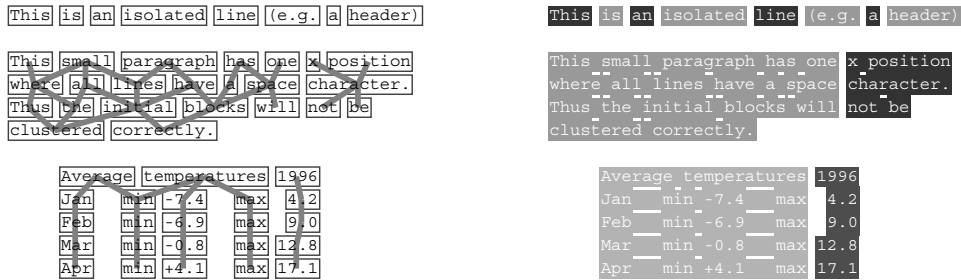 This is an isolated line (e.g. a header)
This small paragraph has one x position
where all lines have a space character.
Thus the initial blocks will not be
clustered correctly.
Average temperatures 1996
Jan min -7.4 max 4.2
Feb min -6.9 max 9.0
Mar min -0.8 max 12.8
Apr min +4.1 max 17.1
This is an isolated line (e.g. a header)
This small paragraph has one x position
where all lines have a space character.
Thus the initial blocks will not be
clustered correctly.
Average temperatures 1996
Jan min -7.4 max 4.2
Feb min -6.9 max 9.0
Mar min -0.8 max 12.8
Apr min +4.1 max 17.1